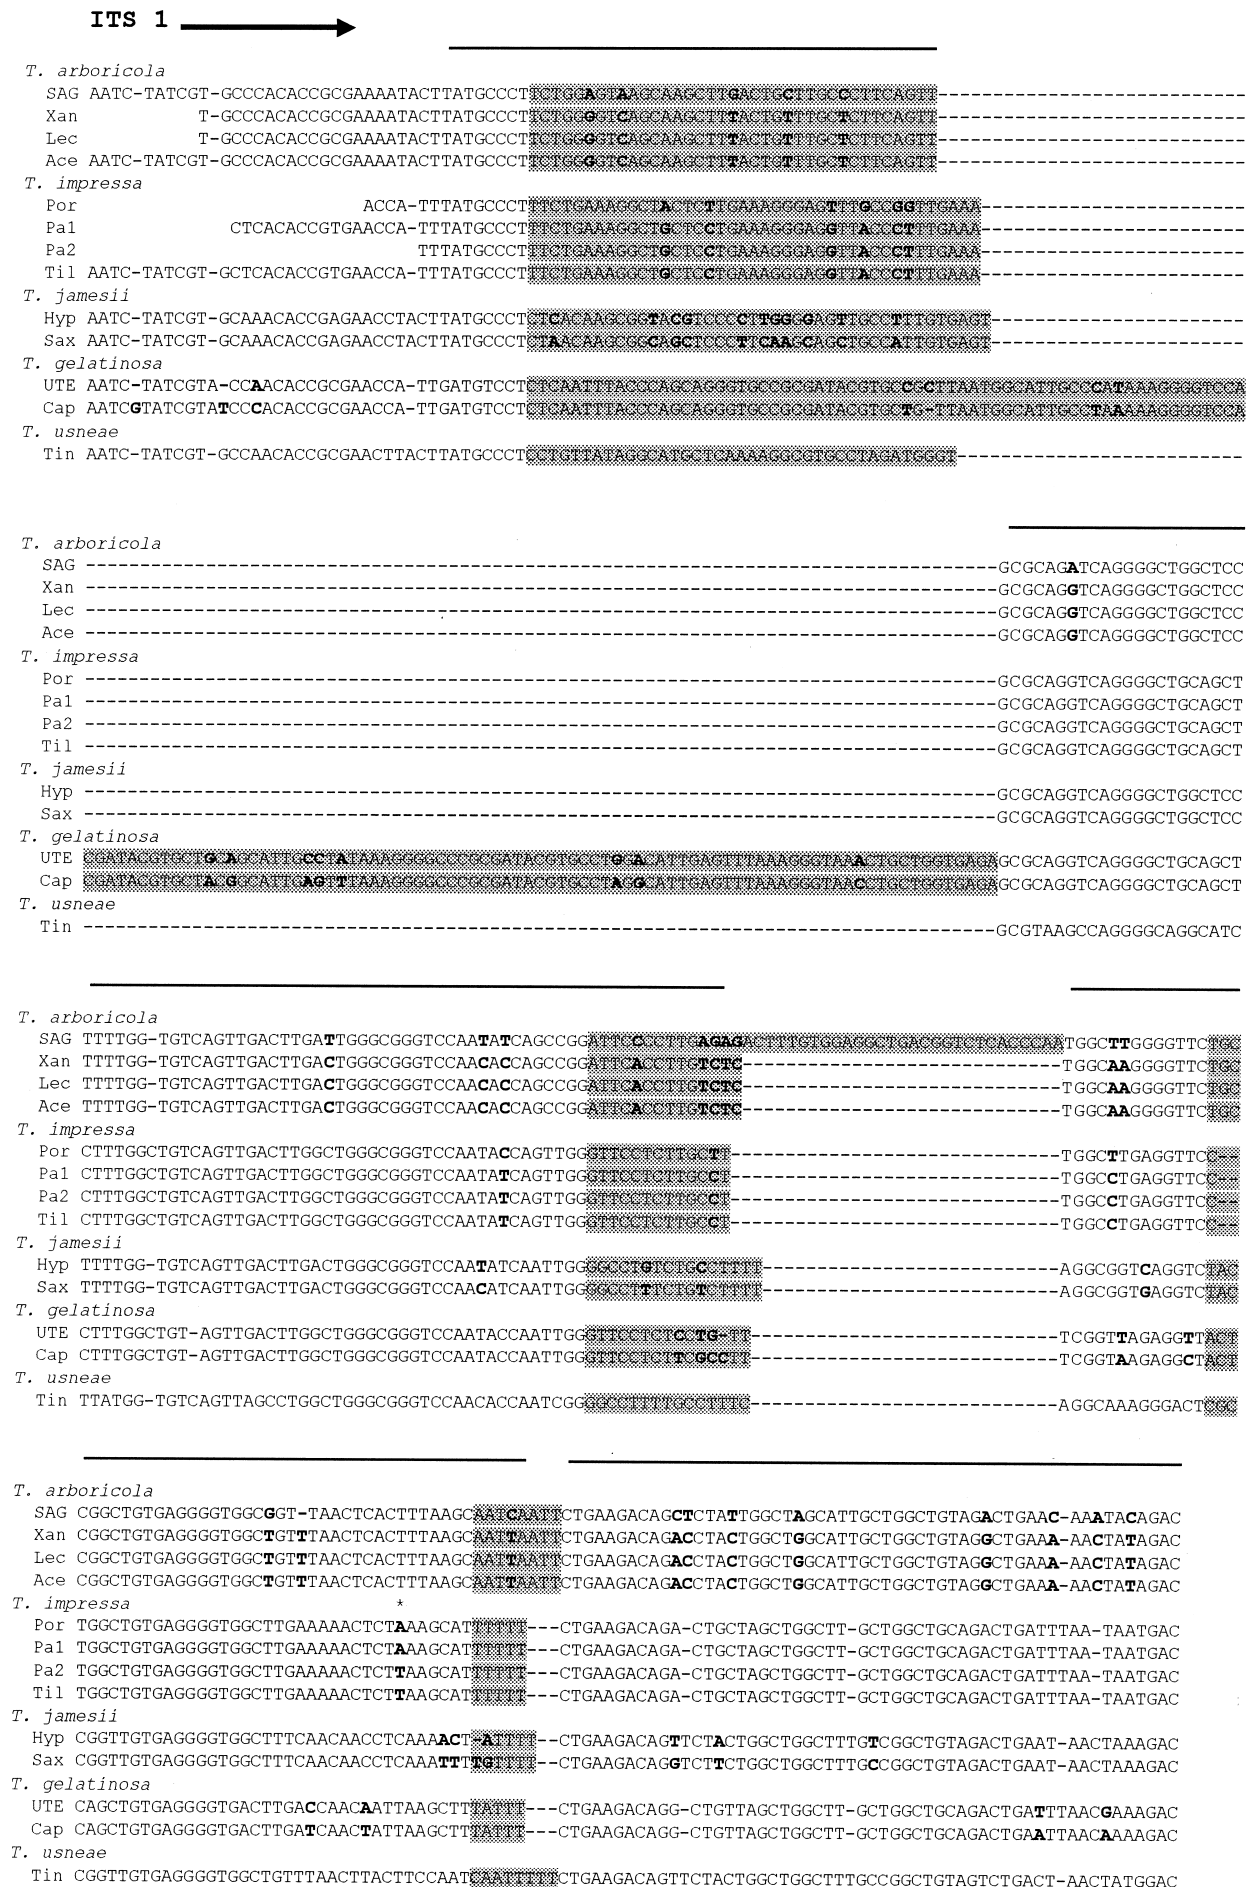 ITS 1
T. arboricola
SAG AATC-TATCGT-GCCCACACCGCGAAAATACTTATGCCCTTCTGGAGTAAGCAAGCTTGACTGCTTGCCCTTCAGTT----------------------------
Xan T-GCCCACACCGCGAAAATACTTATGCCCTTCTGGGGTCAGCAAGCTTTACTGTTTGCTCTTCAGTT----------------------------
Lec T-GCCCACACCGCGAAAATACTTATGCCCTTCTGGGGTCAGCAAGCTTTACTGTTTGCTCTTCAGTT----------------------------
Ace AATC-TATCGT-GCCCACACCGCGAAAATACTTATGCCCTTCTGGGGTCAGCAAGCTTTACTGTTTGCTCTTCAGTT----------------------------
T. impressa
Por ACCA-TTTATGCCCTTTCTGAAAGGCTACTCTTGAAAGGGAGTTTGCCGGTTGAAA------------------------
Pa1 CTCACACCGTGAACCA-TTTATGCCCTTTCTGAAAGGCTGCTCCTGAAAGGGAGGTTACCCTTTGAAA------------------------
Pa2 TTTATGCCCTTTCTGAAAGGCTGCTCCTGAAAGGGAGGTTACCCTTTGAAA------------------------
Til AATC-TATCGT-GCTCACACCGTGAACCA-TTTATGCCCTTTCTGAAAGGCTGCTCCTGAAAGGGAGGTTACCCTTTGAAA------------------------
T. jamesii
Hyp AATC-TATCGT-GCAAACACCGAGAACCTACTTATGCCCTCTCACAAGCGGTACGTCCCCTTGGGGAGTTGCCTTTGTGAGT-----------------------
Sax AATC-TATCGT-GCAAACACCGAGAACCTACTTATGCCCTCTAACAAGCGGCAGCTCCCTTCAAGCAGCTGCCATTGTGAGT-----------------------
T. gelatinosa
UTE AATC-TATCGTA-CCAACACCGCGAACCA-TTGATGTCCTCTCAATTTACCCAGCAGGGTGCCGCGATACGTGCCGCTTAATGGCATTGCCCATAAAGGGGTCCA
Cap AATCGTATCGTATCCCACACCGCGAACCA-TTGATGTCCTCTCAATTTACCCAGCAGGGTGCCGCGATACGTGCTG-TTAATGGCATTGCCTAAAAAGGGGTCCA
T. usneae
Tin AATC-TATCGT-GCCAACACCGCGAACTTACTTATGCCCTCCTGTTATAGGCATGCTCAAAAGGCGTGCCTAGATGGGT--------------------------
T. arboricola
SAG -----------------------------------------------------------------------------------GCGCAGATCAGGGGCTGGCTCC
Xan -----------------------------------------------------------------------------------GCGCAGGTCAGGGGCTGGCTCC
Lec -----------------------------------------------------------------------------------GCGCAGGTCAGGGGCTGGCTCC
Ace -----------------------------------------------------------------------------------GCGCAGGTCAGGGGCTGGCTCC
T. impressa
Por -----------------------------------------------------------------------------------GCGCAGGTCAGGGGCTGCAGCT
Pa1 -----------------------------------------------------------------------------------GCGCAGGTCAGGGGCTGCAGCT
Pa2 -----------------------------------------------------------------------------------GCGCAGGTCAGGGGCTGCAGCT
Til -----------------------------------------------------------------------------------GCGCAGGTCAGGGGCTGCAGCT
T. jamesii
Hyp -----------------------------------------------------------------------------------GCGCAGGTCAGGGGCTGGCTCC
Sax -----------------------------------------------------------------------------------GCGCAGGTCAGGGGCTGGCTCC
T. gelatinosa
UTE CGATACGTGCTGCAGCATTGCCTATAAAGGGGCCCGCGATACGTGCCTGGACATTGAGTTTAAAGGGTAAACTGCTGGTGAGAGCGCAGGTCAGGGGCTGCAGCT
Cap CGATACGTGCTACGGCATTGAGTTTAAAGGGGCCCGCGATACGTGCCTAGGCATTGAGTTTAAAGGGTAACCTGCTGGTGAGAGCGCAGGTCAGGGGCTGCAGCT
T. usneae
Tin -----------------------------------------------------------------------------------GCGTAAGCCAGGGGCAGGCATC
T. arboricola
SAG TTTTGG-TGTCAGTTGACTTGATTGGGCGGGTCCAATATCAGCCGGATTCCCCTTGAGAGACTTTGTGGAGGCTGACGGTCTCACCCAATGGCTTGGGGTTCTGC
Xan TTTTGG-TGTCAGTTGACTTGACTGGGCGGGTCCAACACCAGCCGGATTCACCTTGTCTC-----------------------------TGGCAAGGGGTTCTGC
Lec TTTTGG-TGTCAGTTGACTTGACTGGGCGGGTCCAACACCAGCCGGATTCACCTTGTCTC-----------------------------TGGCAAGGGGTTCTGC
Ace TTTTGG-TGTCAGTTGACTTGACTGGGCGGGTCCAACACCAGCCGGATTCACCTTGTCTC-----------------------------TGGCAAGGGGTTCTGC
T. impressa
Por CTTTGGCTGTCAGTTGACTTGGCTGGGCGGGTCCAATACCAGTTGGGTTCCTCTTGCTT------------------------------TGGCTTGAGGTTCC--
Pa1 CTTTGGCTGTCAGTTGACTTGGCTGGGCGGGTCCAATATCAGTTGGGTTCCTCTTGCCT------------------------------TGGCCTGAGGTTCC--
Pa2 CTTTGGCTGTCAGTTGACTTGGCTGGGCGGGTCCAATATCAGTTGGGTTCCTCTTGCCT------------------------------TGGCCTGAGGTTCC--
Til CTTTGGCTGTCAGTTGACTTGGCTGGGCGGGTCCAATATCAGTTGGGTTCCTCTTGCCT------------------------------TGGCCTGAGGTTCC--
T. jamesii
Hyp TTTTGG-TGTCAGTTGACTTGACTGGGCGGGTCCAATATCAATTGGGGCCTGTCTGCCTTTTT---------------------------AGGCGGTCAGGTCTAC
Sax TTTTGG-TGTCAGTTGACTTGACTGGGCGGGTCCAACATCAATTGGGGCCTTTCTGTCTTTTT---------------------------AGGCGGTGAGGTCTAC
T. gelatinosa
UTE CTTTGGCTGT-AGTTGACTTGGCTGGGCGGGTCCAATACCAATTGGGTTCCTCTCCTG-TT----------------------------TCGGTTAGAGGTTACT
Cap CTTTGGCTGT-AGTTGACTTGGCTGGGCGGGTCCAATACCAATTGGGTTCCTCTTCGCCTT----------------------------TCGGTAAGAGGCTACT
T. usneae
Tin TTATGG-TGTCAGTTAGCCTGGCTGGGCGGGTCCAACACCAATCGGGGCCTTTTGCCTTTC----------------------------AGGCAAAGGGACTCGC
T. arboricola
SAG CGGCTGTGAGGGGTGGCGGT-TAACTCACTTTAAGCAATCAATTCTGAAGACAGCTCTATTGGCTAGCATTGCTGGCTGTAGACTGAAC-AAATACAGAC
Xan CGGCTGTGAGGGGTGGCTGTTTAACTCACTTTAAGCAATTAATTCTGAAGACAGACCTACTGGCTGGCATTGCTGGCTGTAGGCTGAAA-AACTATAGAC
Lec CGGCTGTGAGGGGTGGCTGTTTAACTCACTTTAAGCAATTAATTCTGAAGACAGACCTACTGGCTGGCATTGCTGGCTGTAGGCTGAAA-AACTATAGAC
Ace CGGCTGTGAGGGGTGGCTGTTTAACTCACTTTAAGCAATTAATTCTGAAGACAGACCTACTGGCTGGCATTGCTGGCTGTAGGCTGAAA-AACTATAGAC
T. impressa *
Por TGGCTGTGAGGGGTGGCTTGAAAAACTCTAAAGCATTTTTT---CTGAAGACAGA-CTGCTAGCTGGCTT-GCTGGCTGCAGACTGATTTAA-TAATGAC
Pa1 TGGCTGTGAGGGGTGGCTTGAAAAACTCTAAAGCATTTTTT---CTGAAGACAGA-CTGCTAGCTGGCTT-GCTGGCTGCAGACTGATTTAA-TAATGAC
Pa2 TGGCTGTGAGGGGTGGCTTGAAAAACTCTTAAGCATTTTTT---CTGAAGACAGA-CTGCTAGCTGGCTT-GCTGGCTGCAGACTGATTTAA-TAATGAC
Til TGGCTGTGAGGGGTGGCTTGAAAAACTCTTAAGCATTTTTT---CTGAAGACAGA-CTGCTAGCTGGCTT-GCTGGCTGCAGACTGATTTAA-TAATGAC
T. jamesii
Hyp CGGTTGTGAGGGGTGGCTTTCAACAACCTCAAAACT-ATTTT--CTGAAGACAGTTCTACTGGCTGGCTTTGTCGGCTGTAGACTGAAT-AACTAAAGAC
Sax CGGTTGTGAGGGGTGGCTTTCAACAACCTCAAATTTTGTTTT--CTGAAGACAGGTCTTCTGGCTGGCTTTGCCGGCTGTAGACTGAAT-AACTAAAGAC
T. gelatinosa
UTE CAGCTGTGAGGGGTGACTTGACCAACAATTAAGCTTTATTT---CTGAAGACAGG-CTGTTAGCTGGCTT-GCTGGCTGCAGACTGATTTAACGAAAGAC
Cap CAGCTGTGAGGGGTGACTTGATCAACTATTAAGCTTTATTT---CTGAAGACAGG-CTGTTAGCTGGCTT-GCTGGCTGCAGACTGAATTAACAAAAGAC
T. usneae
Tin CGGTTGTGAGGGGTGGCTGTTTAACTTACTTCCAATCAATTTTTCTGAAGACAGTTCTACTGGCTGGCTTTGCCGGCTGTAGTCTGACT-AACTATGGAC